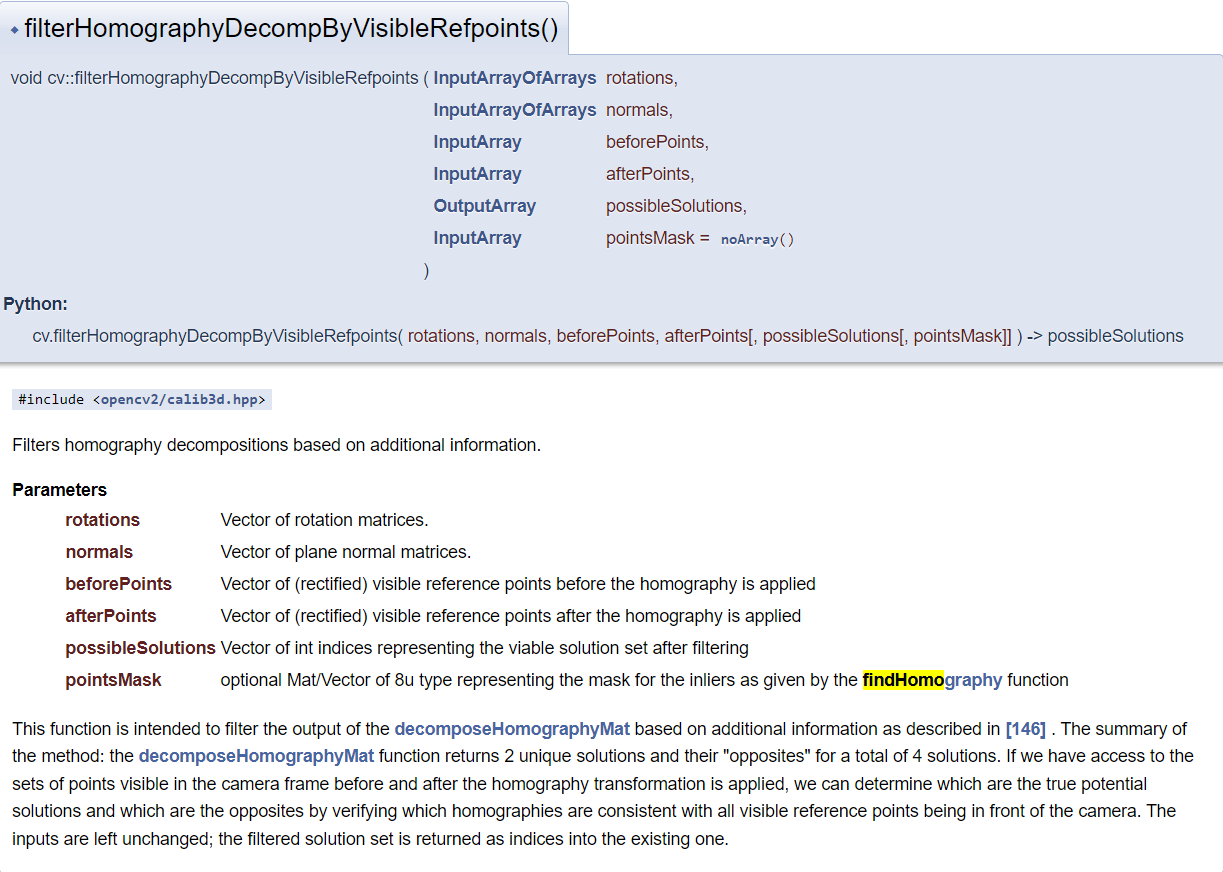 filterHomographyDecompByVisibleRefpoints()
void cv::filterHomographyDecompByVisibleRefpoints ( InputArrayOfArrays rotations,
InputArrayOfArrays normals,
InputArray beforePoints,
InputArray afterPoints,
OutputArray possibleSolutions,
InputArray pointsMask = noArray()
)
Python:
cv.filterHomographyDecompByVisibleRefpoints( rotations, normals, beforePoints, afterPoints[, possibleSolutions[, pointsMask]] ) -> possibleSolutions
#include <opencv2/calib3d.hpp>
Filters homography decompositions based on additional information.
Parameters
rotations Vector of rotation matrices.
normals Vector of plane normal matrices.
beforePoints Vector of (rectified) visible reference points before the homography is applied
afterPoints Vector of (rectified) visible reference points after the homography is applied
possibleSolutions Vector of int indices representing the viable solution set after filtering
pointsMask optional Mat/Vector of 8u type representing the mask for the inliers as given by the findHomography function
This function is intended to filter the output of the decomposeHomographyMat based on additional information as described in [146] . The summary of
the method: the decomposeHomographyMat function returns 2 unique solutions and their "opposites" for a total of 4 solutions. If we have access to the
sets of points visible in the camera frame before and after the homography transformation is applied, we can determine which are the true potential
solutions and which are the opposites by verifying which homographies are consistent with all visible reference points being in front of the camera. The
inputs are left unchanged; the filtered solution set is returned as indices into the existing one.